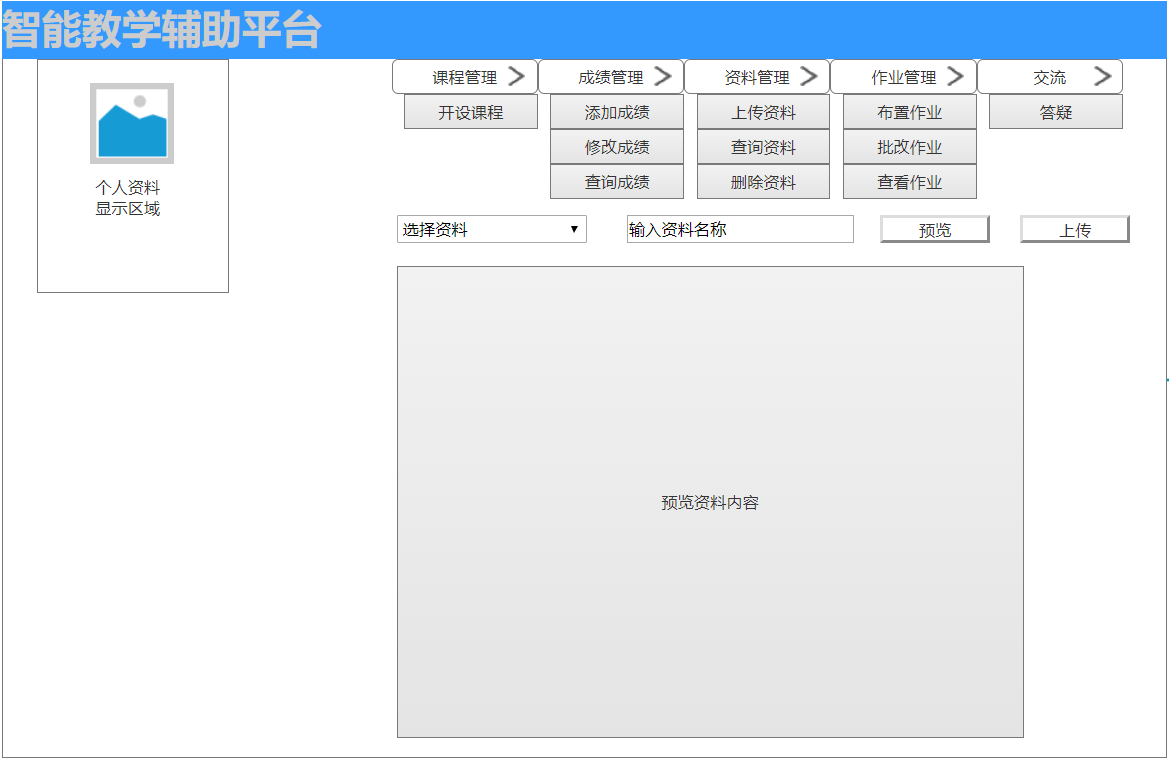 智能教学辅助平台
个人资料
显示区域
课程管理
成绩管理
资料管理
作业管理
交流
开设课程
添加成绩
上传资料
布置作业
答疑
修改成绩
查询资料
批改作业
查询成绩
删除资料
查看作业
选择资料
输入资料名称
预览
上传
预览资料内容